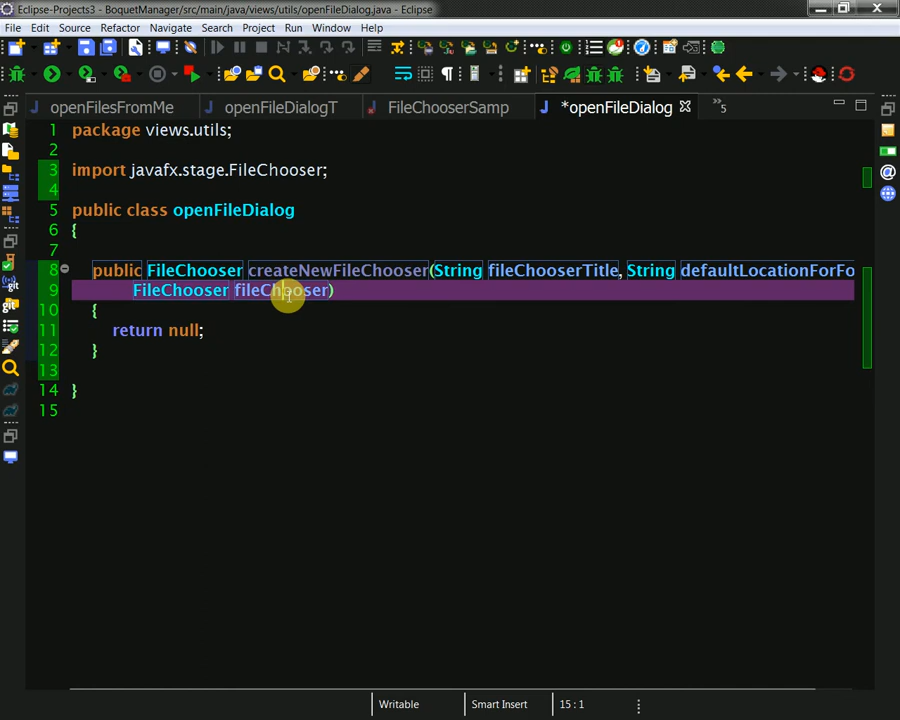 Eclipse-Projects3 - BoquetManager/src/main/java/views/utils/openFileDialog.java - Eclipse
File Edit Source Refactor Navigate Search Project Run Window Help
openFilesFromMe openFileDialogT FileChooserSamp *openFileDialog »5
1 package views.utils;
2
3 import javafx.stage.FileChooser;
4
5 public class openFileDialog
6 {
7
8 public FileChooser createNewFileChooser(String fileChooserTitle, String defaultLocationForFo
9 FileChooser fileChooser)
10 {
11 return null;
12 }
13
14 }
15
Writable Smart Insert 15 : 1